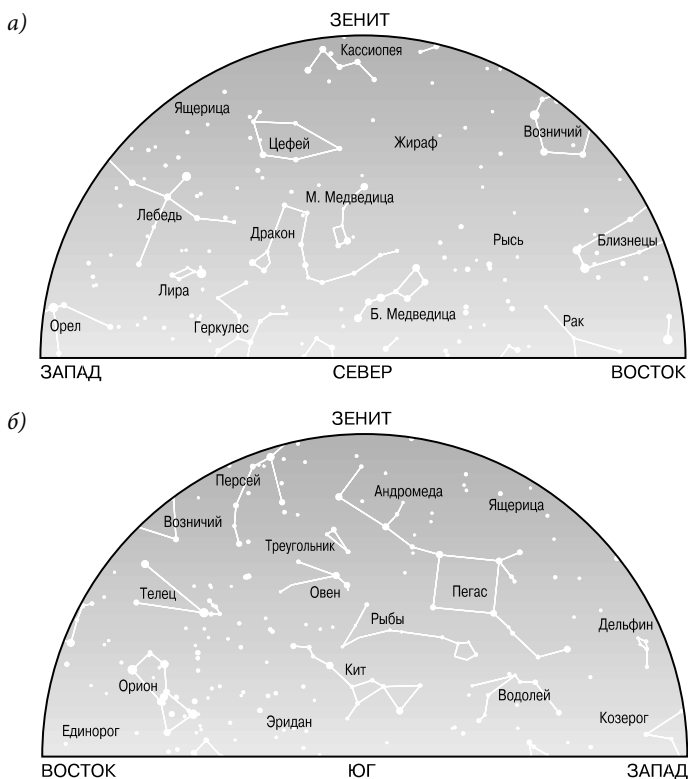 а)
ЗЕНИТ
Кассиопея
Ящерица
Возничий
Цефей
Жираф
М. Медведица
Лебедь
Дракон
Рысь
Близнецы
Лира
Б. Медведица
Орел
Геркулес
Рак
ЗАПАД СЕВЕР ВОСТОК
б)
ЗЕНИТ
Персей
Андромеда
Ящерица
Возничий
Треугольник
Телец
Овен
Пегас
Рыбы
Дельфин
Кит
Орион
Водолей
Эридан
Козерог
Единорог
ВОСТОК ЮГ ЗАПАД